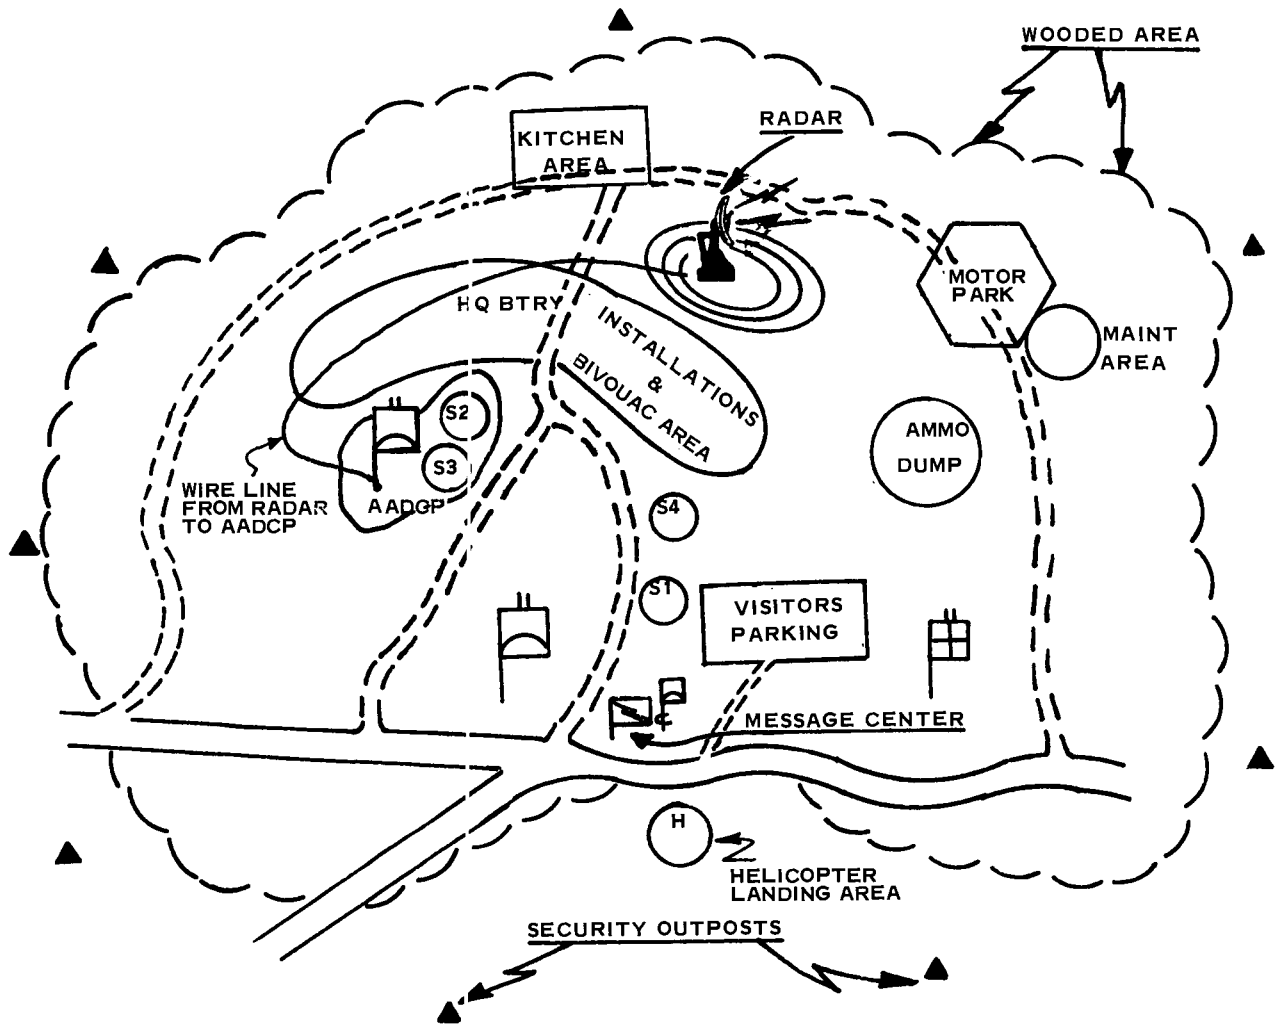 WOODED AREA
RADAR
KITCHEN
AREA
MOTOR
PARK
MAINT
AREA
HQ BTRY
INSTALLATIONS
&
BIVOUAC AREA
S2
S3
AADCP
WIRE LINE
FROM RADAR
TO AADCP
AMMO
DUMP
S4
S1
VISITORS
PARKING
C
MESSAGE CENTER
H
HELICOPTER
LANDING AREA
SECURITY OUTPOSTS